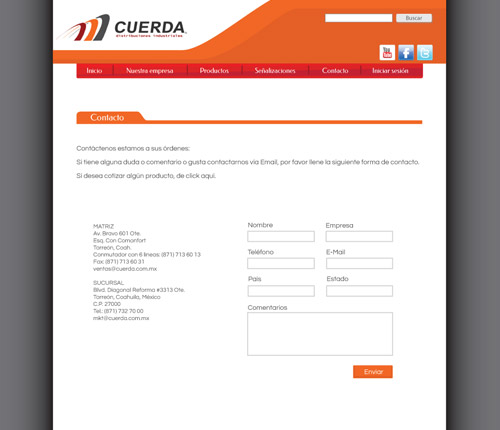 CUERDA
distribuciones industriales
Buscar
You Tube
Inicio Nuestra empresa Productos Señalizaciones Contacto Iniciar sesión
Contacto
Contáctenos estamos a sus órdenes:
Si tiene alguna duda o comentario o gusta contactarnos via Email, por favor llene la siguiente forma de contacto.
Si desea cotizar algún producto, de click aquí.
MATRIZ
Av. Bravo 601 Ote.
Esq. Con Comonfort
Torreón, Coah.
Conmutador con 6 líneas: (871) 713 60 13
Fax: (871) 713 60 31
ventas@cuerda.com.mx
SUCURSAL
Blvd. Diagonal Reforma #3313 Ote.
Torreón, Coahuila, México
C.P. 27000
Tel.: (871) 732 70 00
mkt@cuerda.com.mx
Nombre Empresa
Teléfono E-Mail
País Estado
Comentarios
Enviar